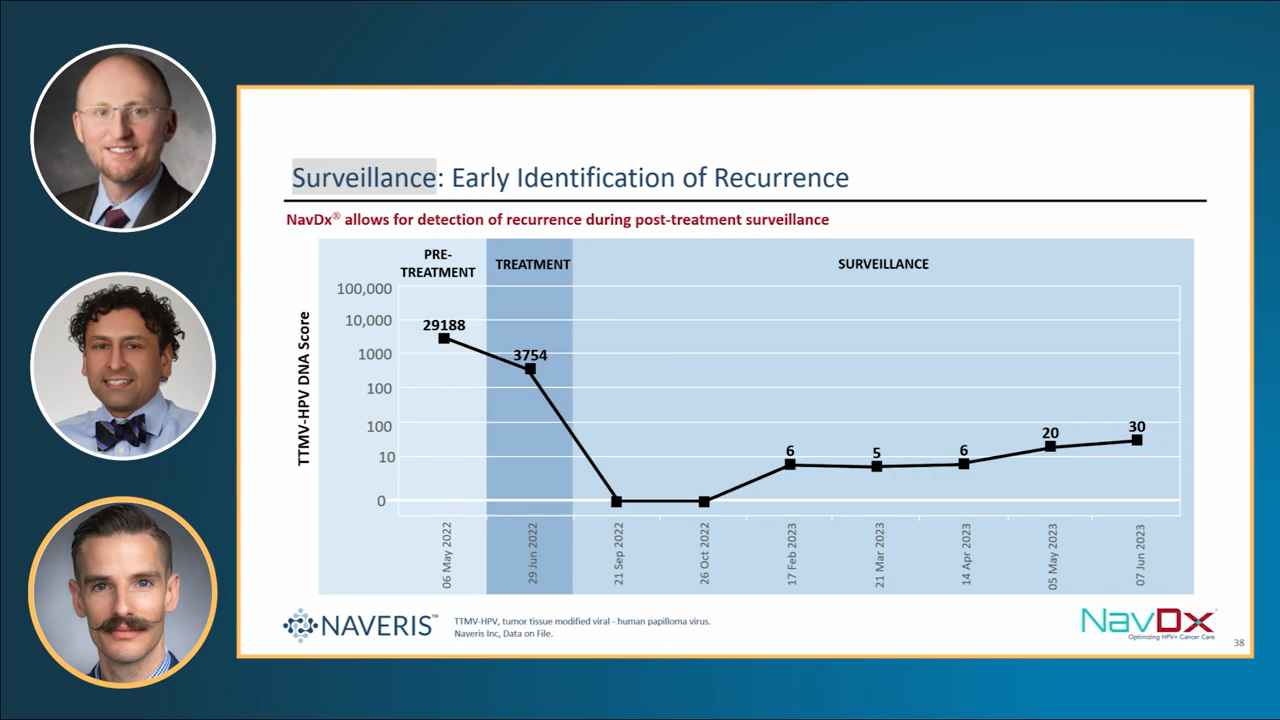 Surveillance: Early Identification of Recurrence
NavDx® allows for detection of recurrence during post-treatment surveillance
PRE-
TREATMENT
TREATMENT
SURVEILLANCE
TTMV-HPV DNA Score
100,000
10,000
1000
100
100
10
0
29188
3754
6
5
6
20
30
06 May 2022
29 Jun 2022
21 Sep 2022
26 Oct 2022
17 Feb 2023
21 Mar 2023
14 Apr 2023
05 May 2023
07 Jun 2023
NAVERIS™
TTMV-HPV, tumor tissue modified viral - human papilloma virus.
Naveris Inc, Data on File.
NavDx
Optimizing HPV+ Cancer Care
38